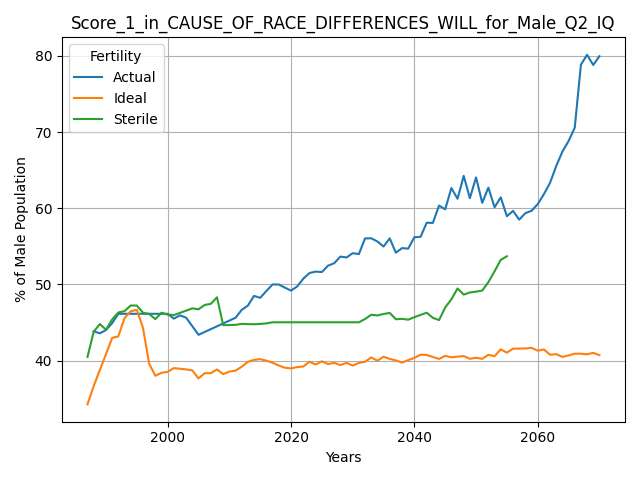 Score_1_in_CAUSE_OF_RACE_DIFFERENCES_WILL_for_Male_Q2_IQ
Fertility
Actual
Ideal
Sterile
% of Male Population
80
70
60
50
40
2000
2020
2040
2060
Years